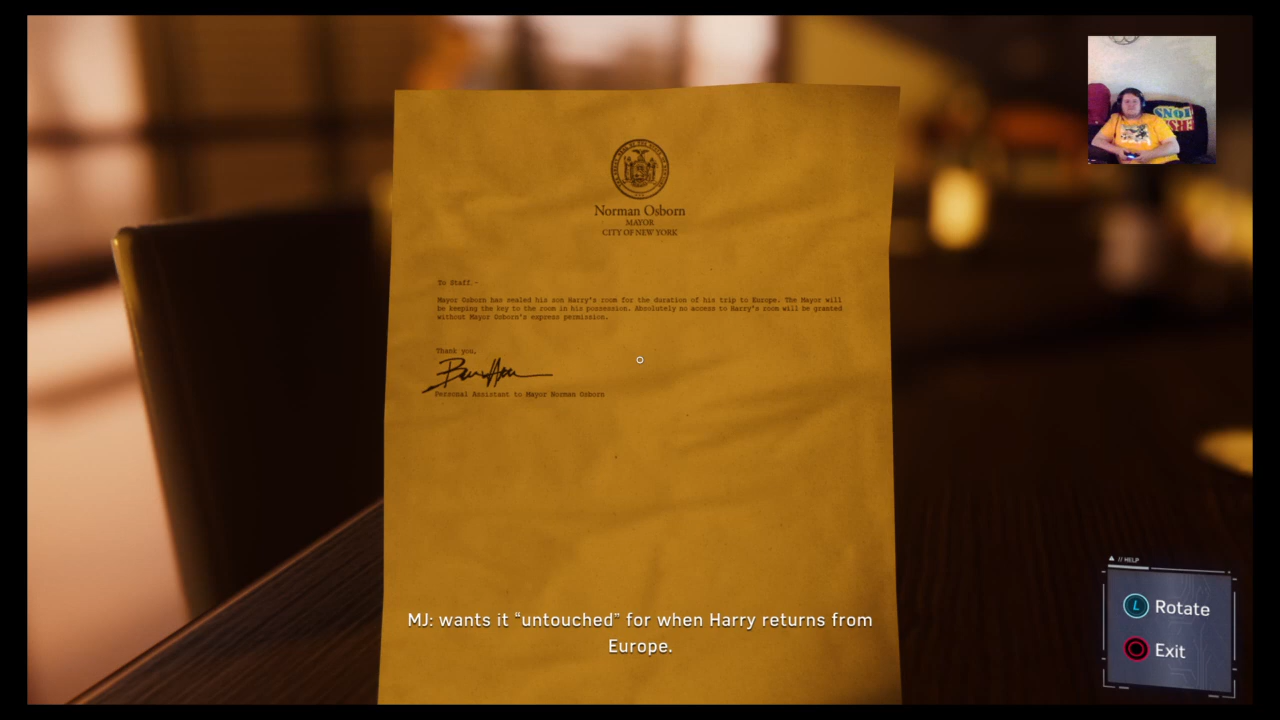 Norman Osborn
MAYOR
CITY OF NEW YORK
To Staff -
Mayor Osborn has sealed his son Harry's room for the duration of his trip to Europe. The Mayor will
be keeping the key to the room in his possession. Absolutely no access to Harry's room will be granted
without Mayor Osborn's express permission.
Thank you,
Personal Assistant to Mayor Norman Osborn
MJ: wants it “untouched” for when Harry returns from
Europe.
// HELP
L Rotate
Exit